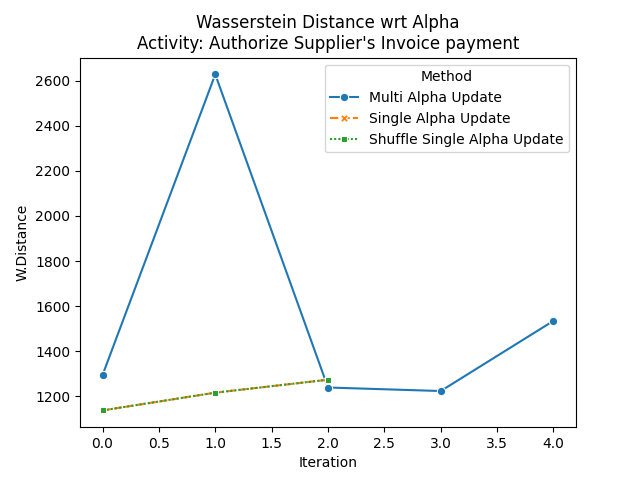 Wasserstein Distance wrt Alpha
Activity: Authorize Supplier's Invoice payment
Method
Multi Alpha Update
Single Alpha Update
Shuffle Single Alpha Update
W.Distance
2600
2400
2200
2000
1800
1600
1400
1200
0.0 0.5 1.0 1.5 2.0 2.5 3.0 3.5 4.0
Iteration